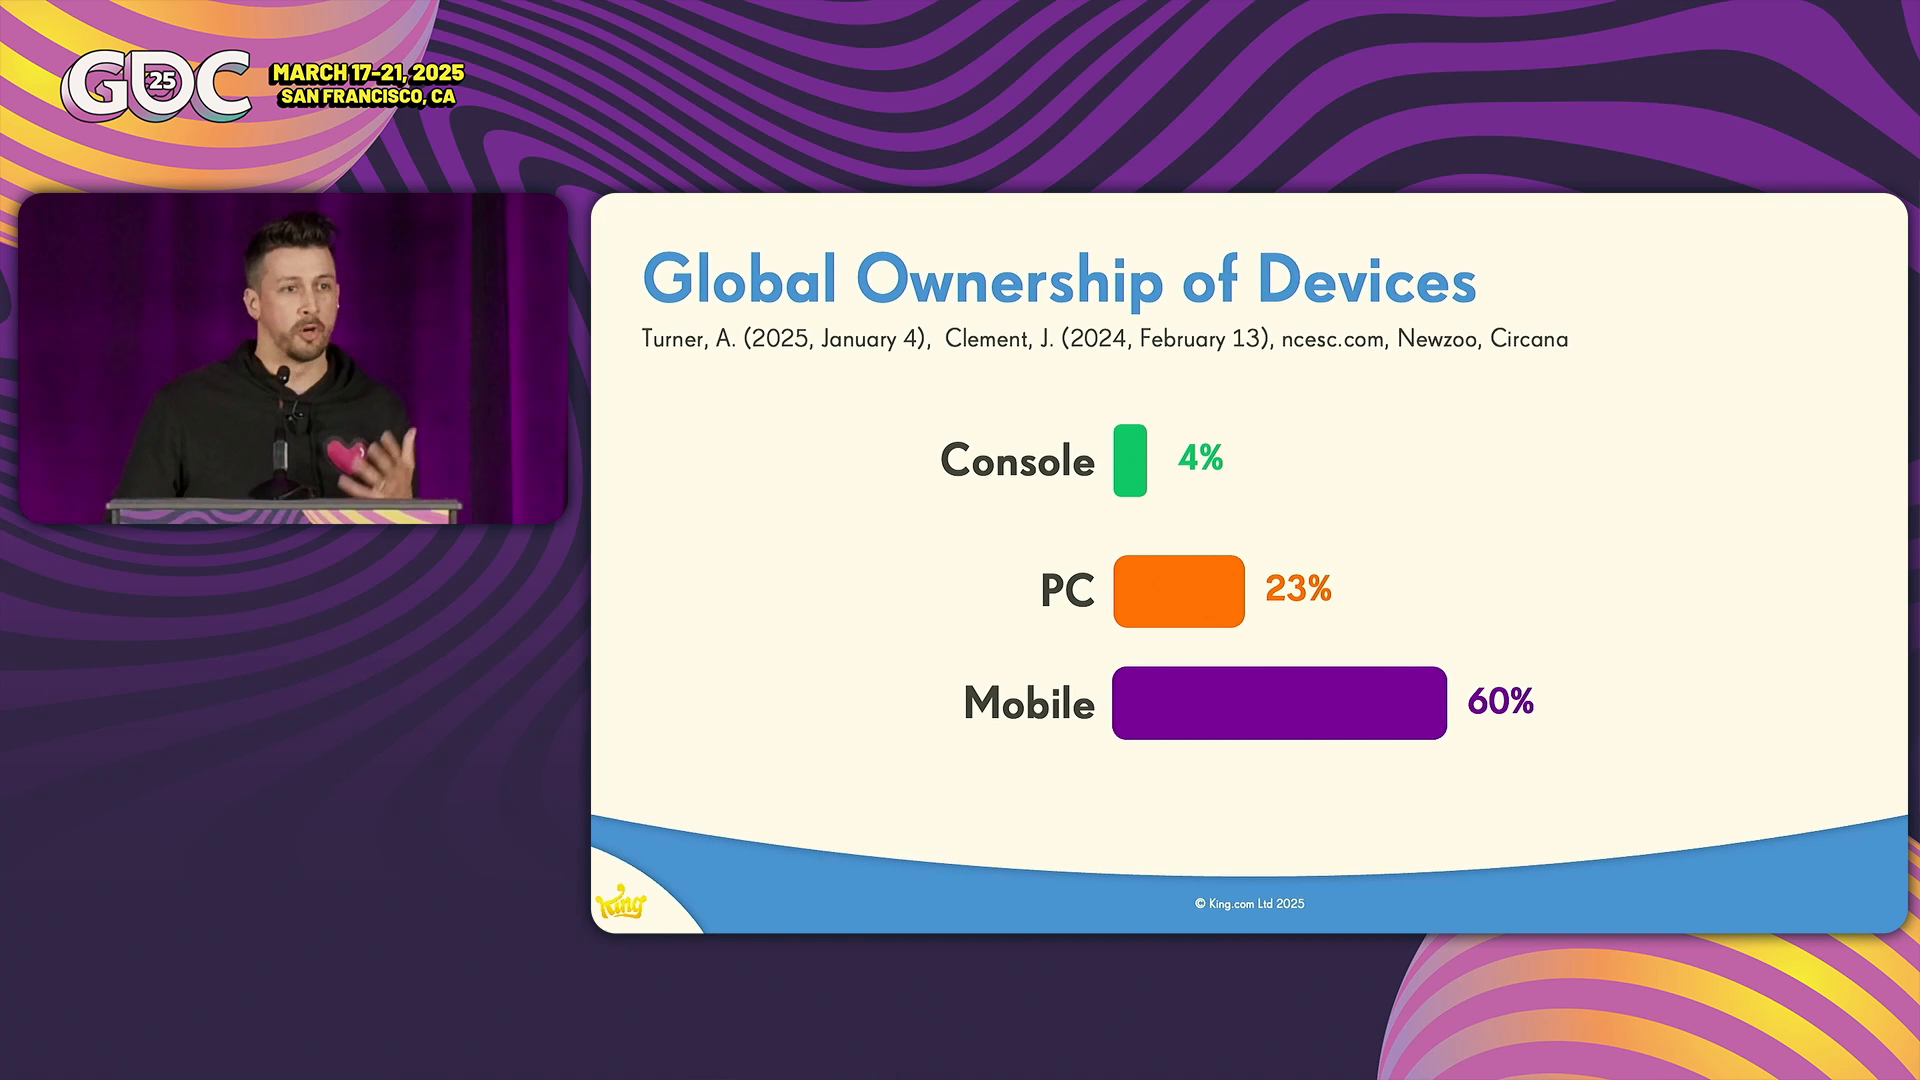 GDC
25
MARCH 17-21, 2025
SAN FRANCISCO, CA
Global Ownership of Devices
Turner, A. (2025, January 4),  Clement, J. (2024, February 13), ncesc.com, Newzoo, Circana
Console 4%
PC 23%
Mobile 60%
King
© King.com Ltd 2025